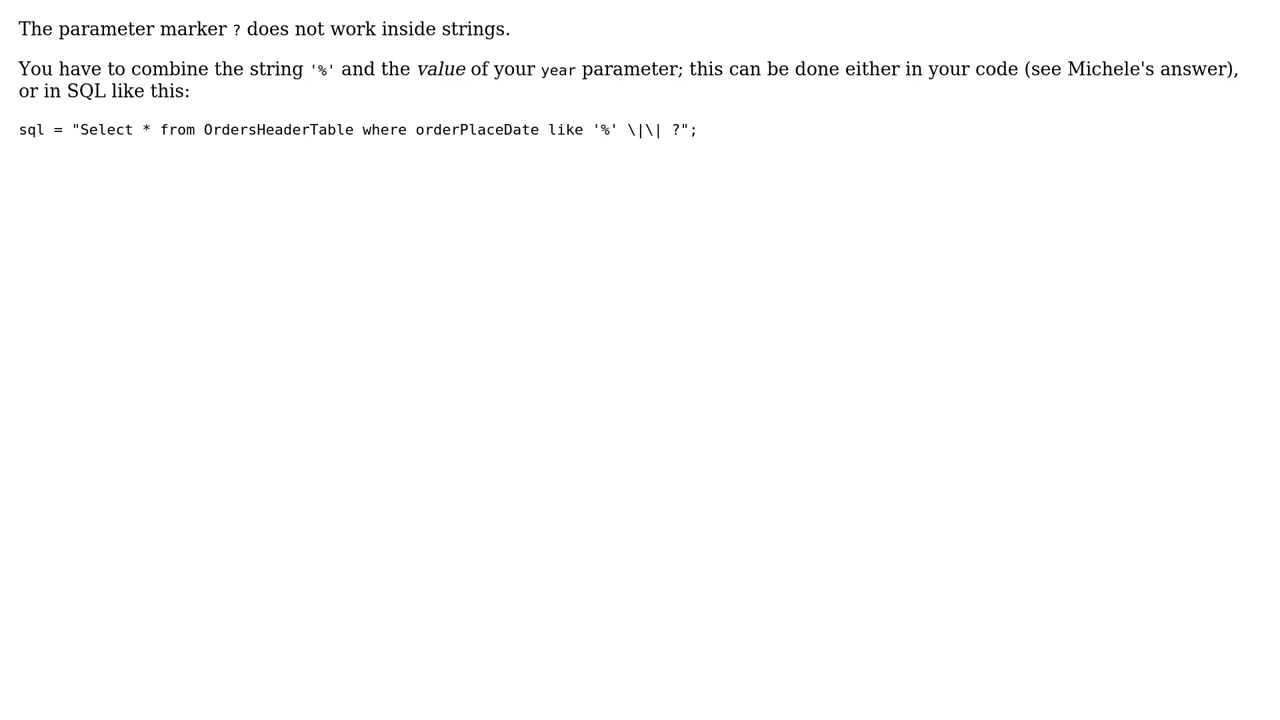 The parameter marker ? does not work inside strings.
You have to combine the string '%' and the value of your year parameter; this can be done either in your code (see Michele's answer),
or in SQL like this:
sql = "Select * from OrdersHeaderTable where orderPlaceDate like '%' \|\| ?";